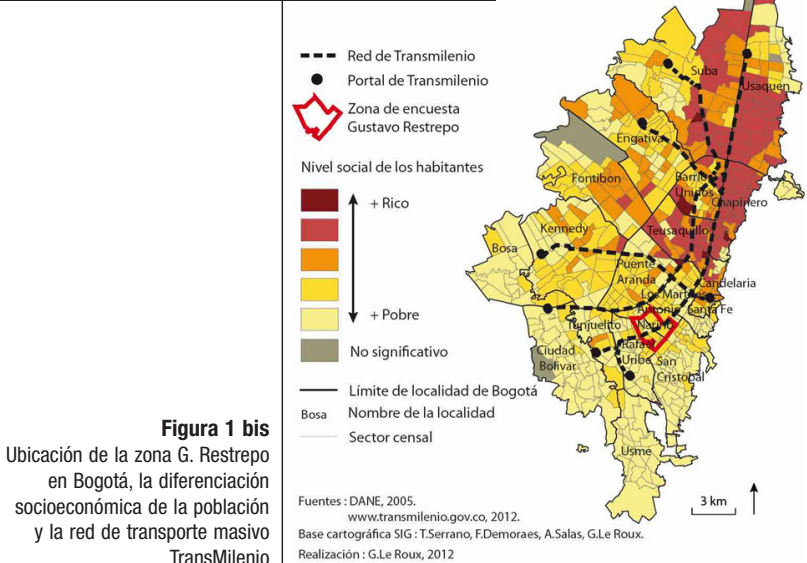 Red de Transmilenio
Portal de Transmilenio
Zona de encuesta
Gustavo Restrepo
Nivel social de los habitantes
+ Rico
+ Pobre
No significativo
Límite de localidad de Bogotá
Bosa Nombre de la localidad
Sector censal
Fuentes : DANE, 2005.
www.transmilenio.gov.co, 2012.
Base cartográfica SIG : T.Serrano, F.Demoraes, A.Salas, G.Le Roux.
Realización : G.Le Roux, 2012
Suba
Usaquen
Engativa
Fontibon
Barrios
Unidos
Chapinero
Kennedy
Teusaquillo
Bosa
Puente
Aranda
Candelaria
Los Martires
Antonio
Nariño
Santa Fe
Tunjuelito
Rafael
Uribe
Ciudad
Bolivar
San
Cristobal
Usme
3 km
Figura 1 bis
Ubicación de la zona G. Restrepo
en Bogotá, la diferenciación
socioeconómica de la población
y la red de transporte masivo
TransMilenio